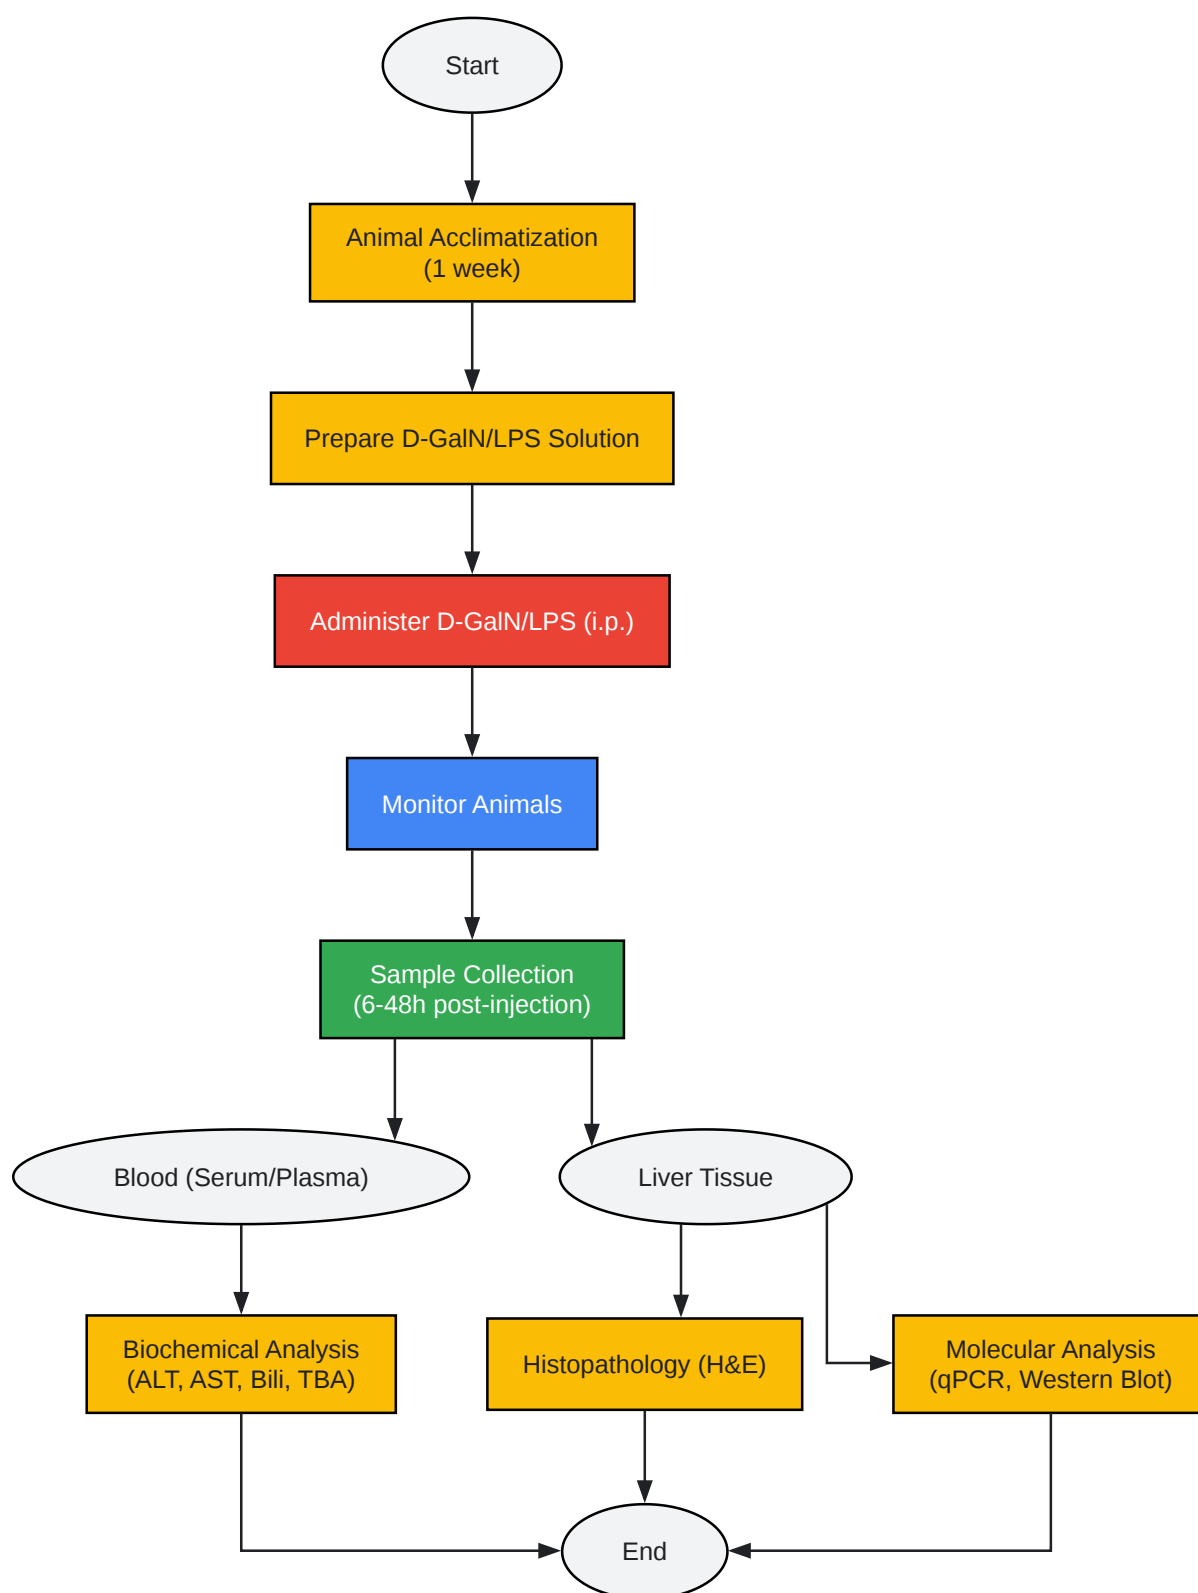 Start
Animal Acclimatization
(1 week)
Prepare D-GalN/LPS Solution
Administer D-GalN/LPS (i.p.)
Monitor Animals
Sample Collection
(6-48h post-injection)
Blood (Serum/Plasma)
Liver Tissue
Biochemical Analysis
(ALT, AST, Bili, TBA)
Histopathology (H&E)
Molecular Analysis
(qPCR, Western Blot)
End